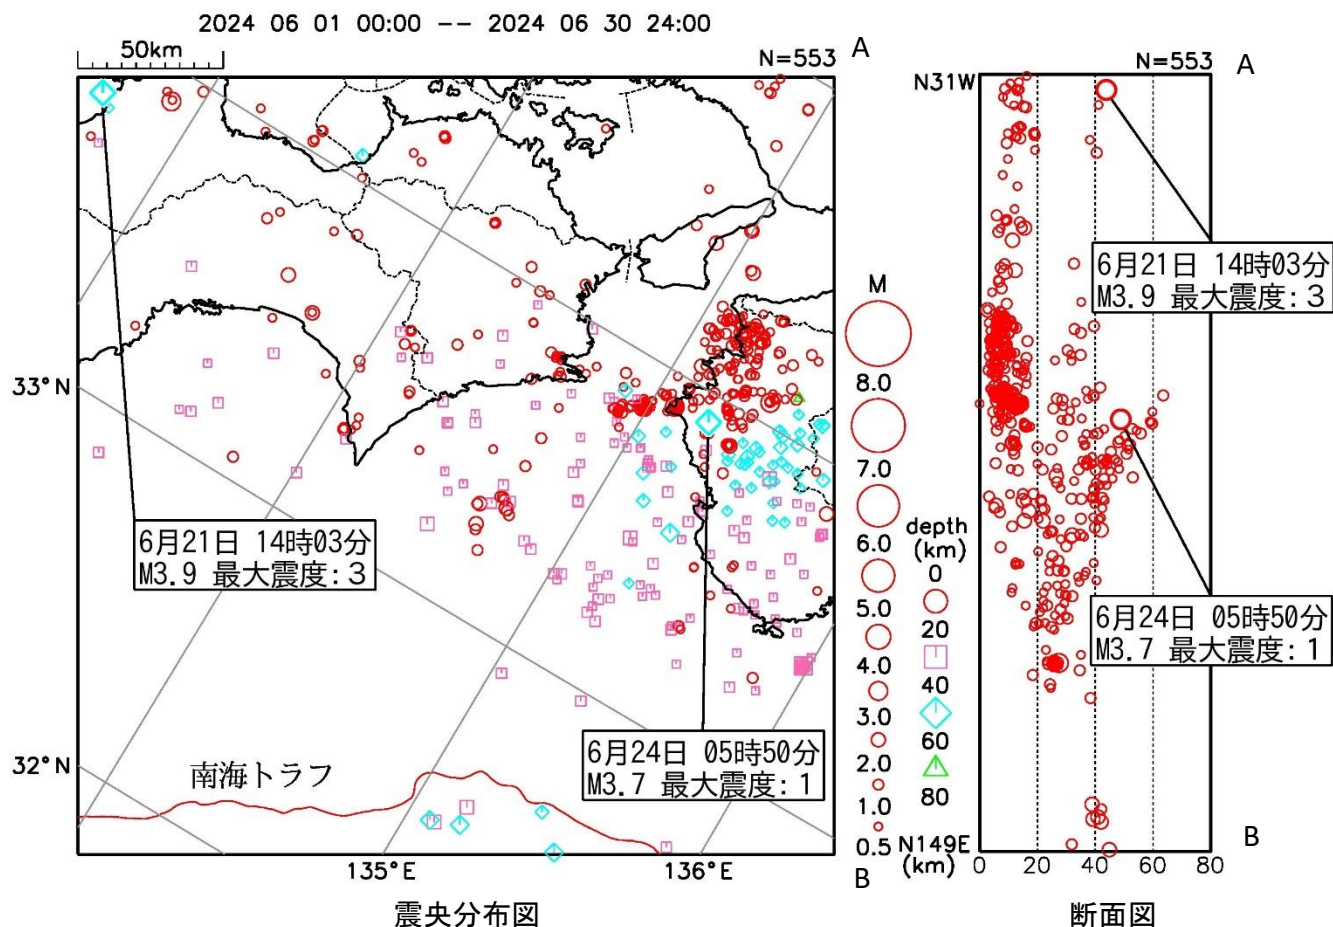 2024 06 01 00:00 -- 2024 06 30 24:00
50km
N=553
A
N31W
N=553
A
6月21日 14時03分
M3.9 最大震度:3
M
8.0
7.0
6.0
5.0
4.0
3.0
2.0
1.0
0.5
depth
(km)
0
20
40
60
80
33°N
32°N
6月21日 14時03分
M3.9 最大震度:3
6月24日 05時50分
M3.7 最大震度:1
6月24日 05時50分
M3.7 最大震度:1
南海トラフ
135°E
136°E
B
N149E
(km)
0 20 40 60 80
B
震央分布図
断面図